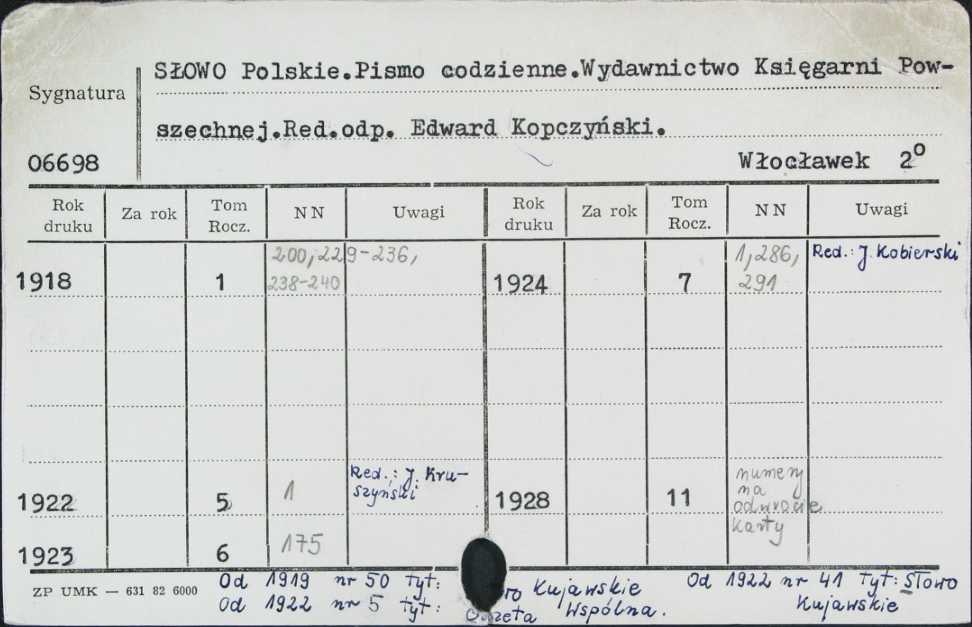 SŁOWO Polskie.Pismo codzienne.Wydawnictwo Księgarni Pow-
Sygnatura
szechnej.Red.odp. Edward Kopczyński.
06698
Włocławek 2°
Rok druku Za rok Tom Rocz. NN Uwagi Rok druku Za rok Tom Rocz. NN Uwagi
1918 1 200, 229-236, 238-240 1924 7 1, 286, 291 Red.: J. Kobierski
1922 5 1 Red.: J. Kruszyński 1928 11 numery na odwrocie karty
1923 6 175
ZP UMK — 631 82 6000
Od 1919 nr 50 tyt: Kujawskie
Od 1922 nr 5 tyt: Wspólna.
Od 1922 nr 41 tyt: Słowo
Kujawskie